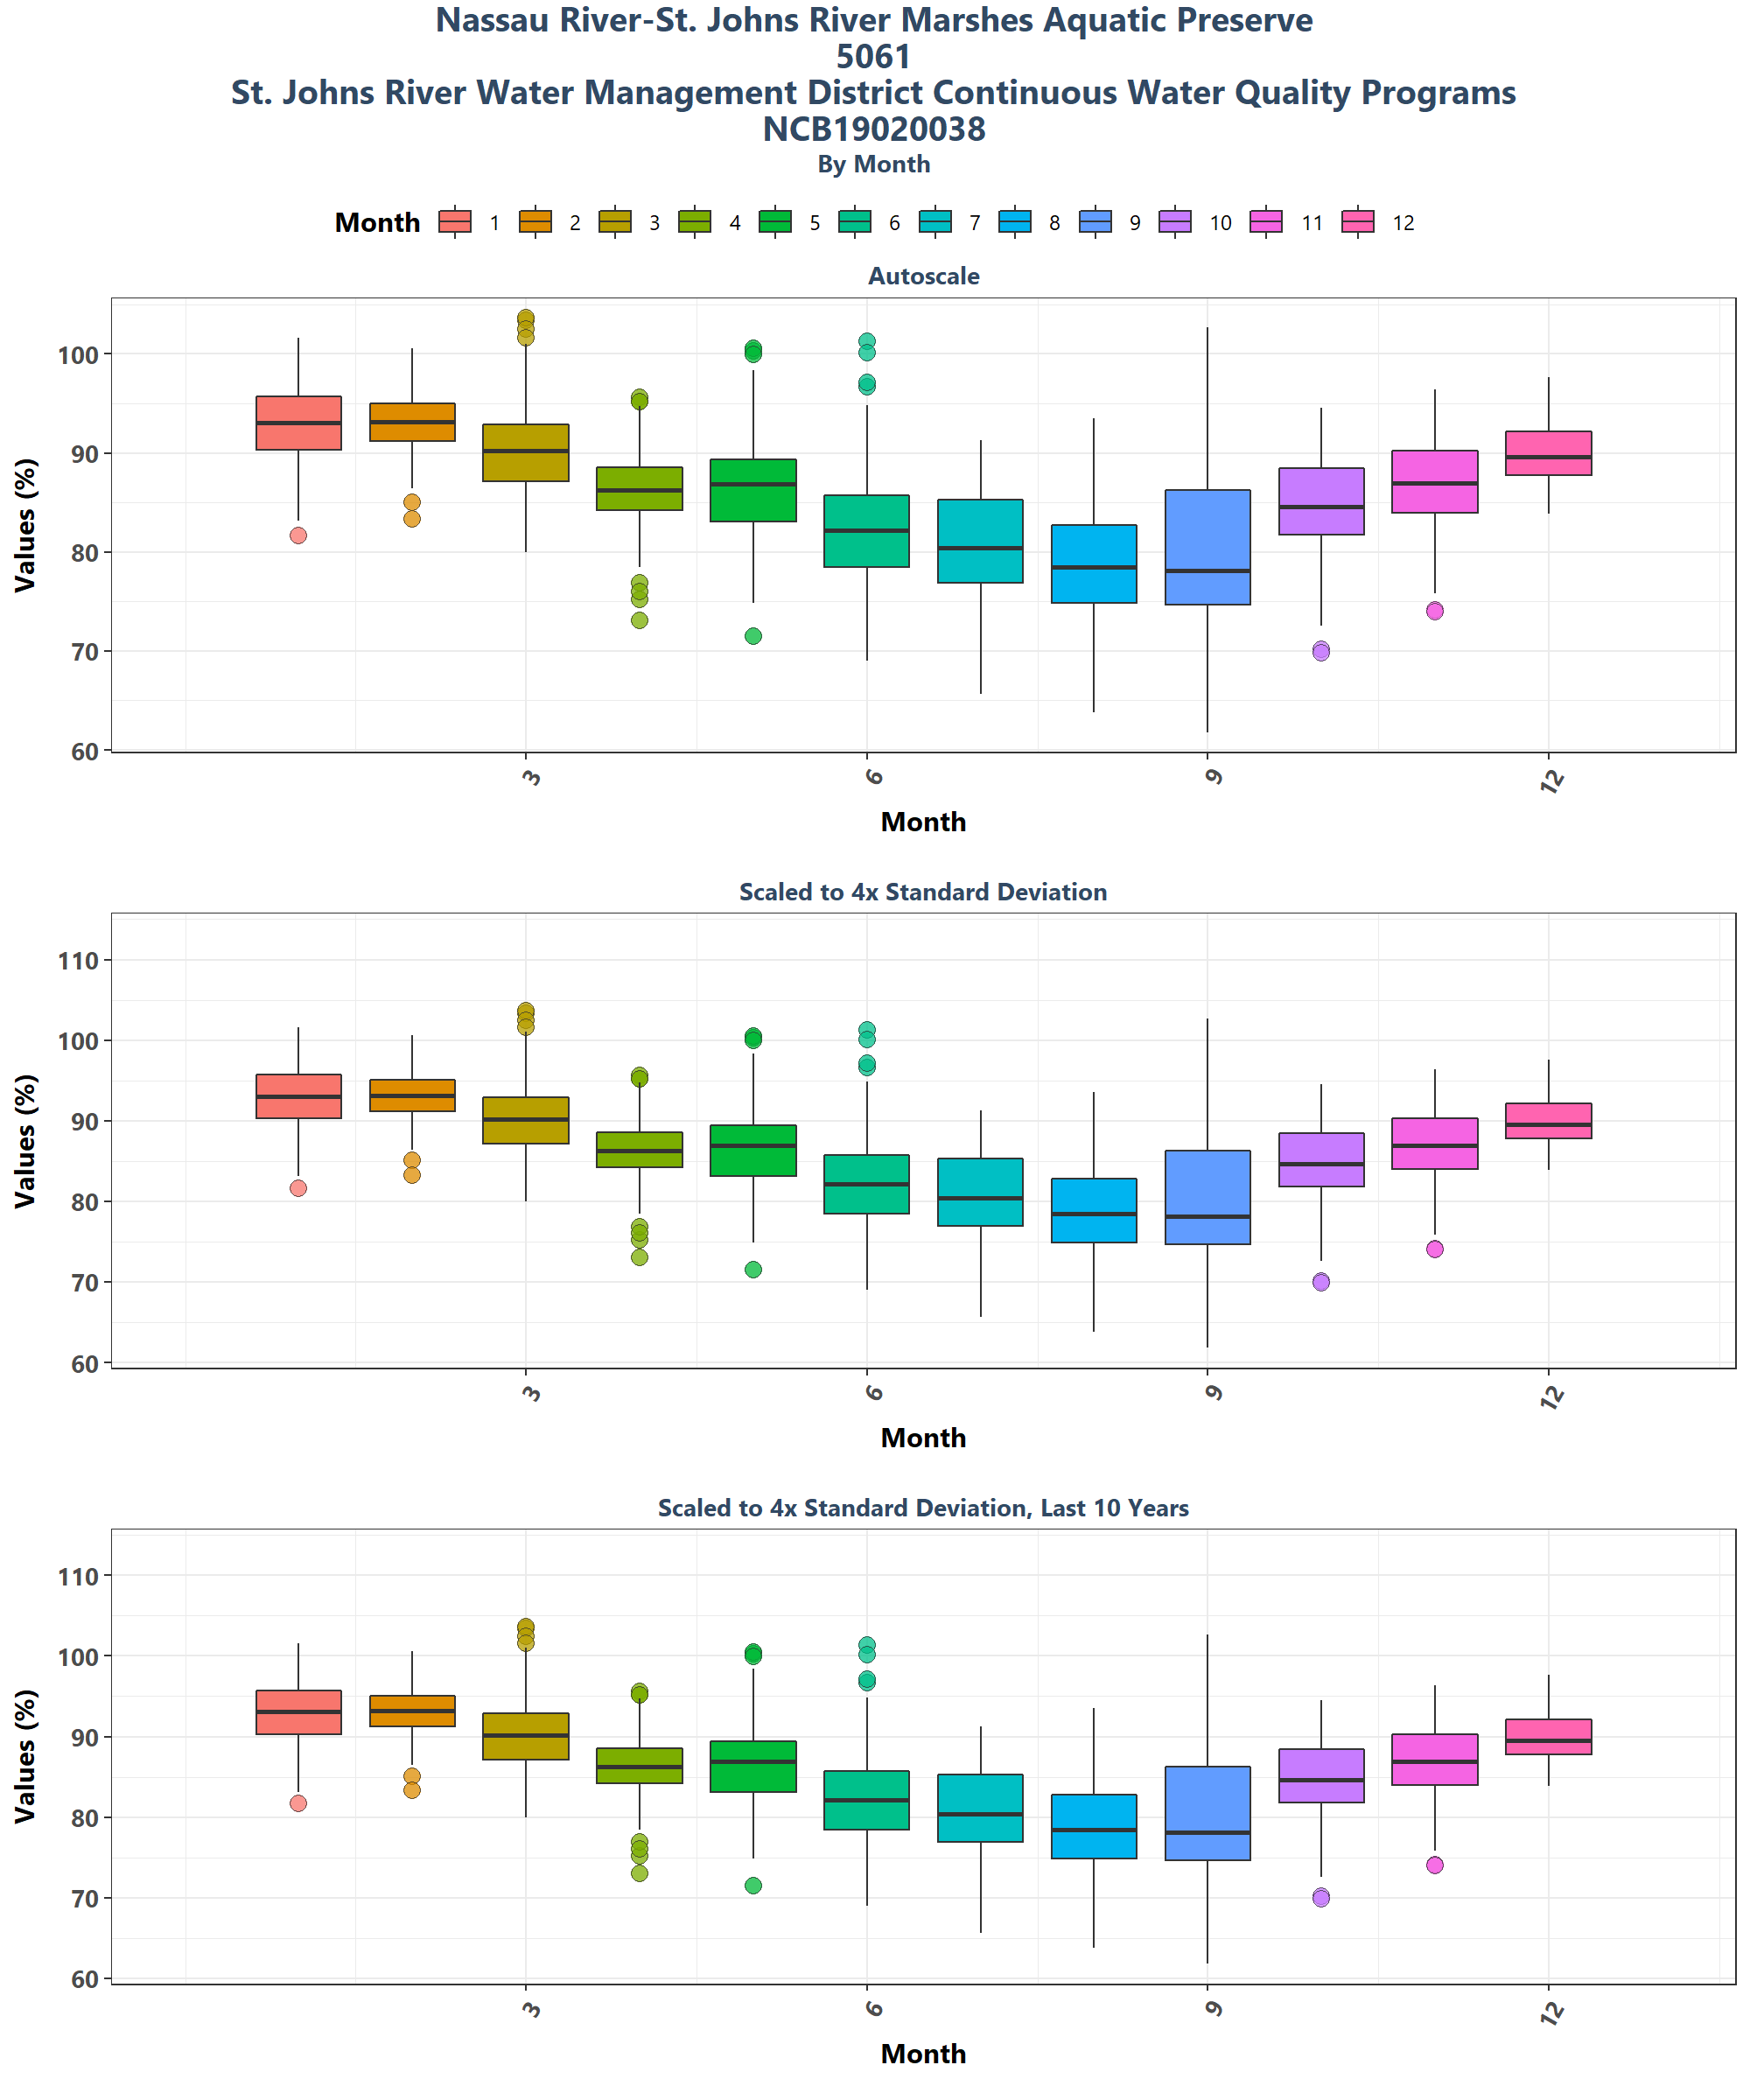 Nassau River-St. Johns River Marshes Aquatic Preserve
5061
St. Johns River Water Management District Continuous Water Quality Programs
NCB19020038
By Month
Month 1 2 3 4 5 6 7 8 9 10 11 12
Autoscale
Values (%)
100
90
80
70
60
3 6 9 12
Month
Scaled to 4x Standard Deviation
Values (%)
110
100
90
80
70
60
3 6 9 12
Month
Scaled to 4x Standard Deviation, Last 10 Years
Values (%)
110
100
90
80
70
60
3 6 9 12
Month